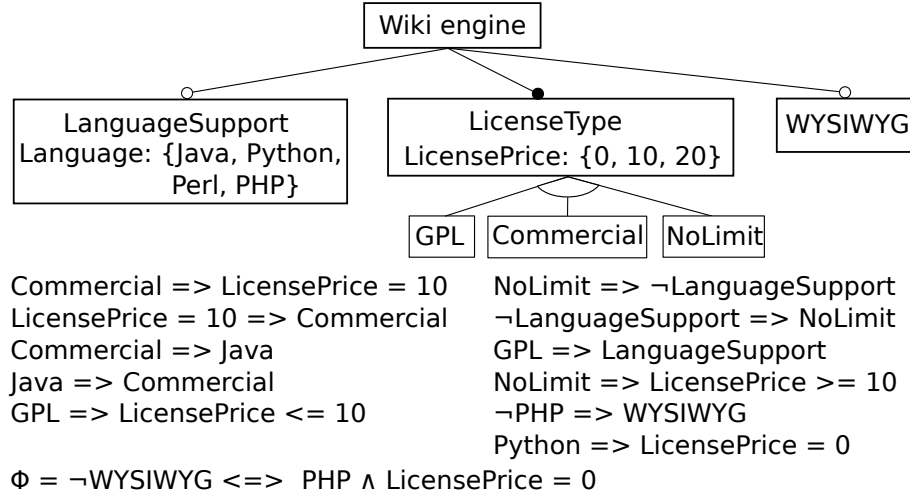 Wiki engine
LanguageSupport
Language: {Java, Python,
Perl, PHP}
LicenseType
LicensePrice: {0, 10, 20}
WYSIWYG
GPL
Commercial
NoLimit
Commercial => LicensePrice = 10
LicensePrice = 10 => Commercial
Commercial => Java
Java => Commercial
GPL => LicensePrice <= 10
NoLimit => ¬LanguageSupport
¬LanguageSupport => NoLimit
GPL => LanguageSupport
NoLimit => LicensePrice >= 10
¬PHP => WYSIWYG
Python => LicensePrice = 0
Φ = ¬WYSIWYG <=> PHP ∧ LicensePrice = 0